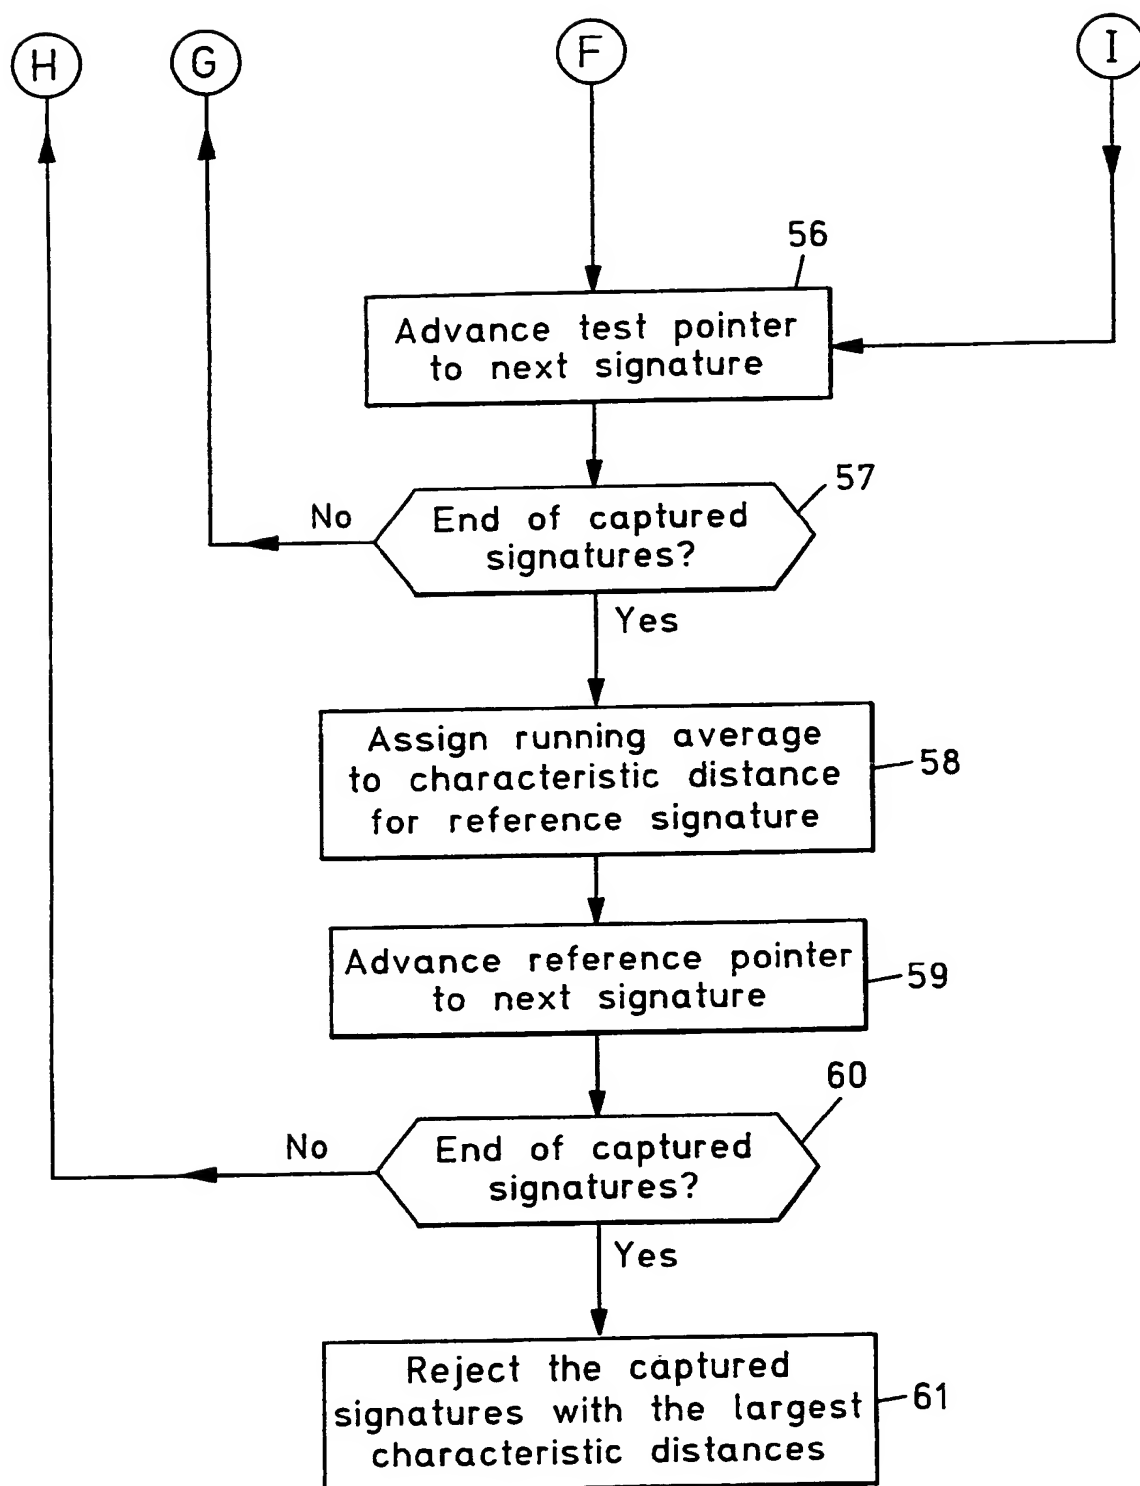 H
G
F
I
56
Advance test pointer
to next signature
57
No
End of captured
signatures?
Yes
Assign running average
to characteristic distance
for reference signature
58
Advance reference pointer
to next signature
59
60
No
End of captured
signatures?
Yes
Reject the captured
signatures with the largest
characteristic distances
61